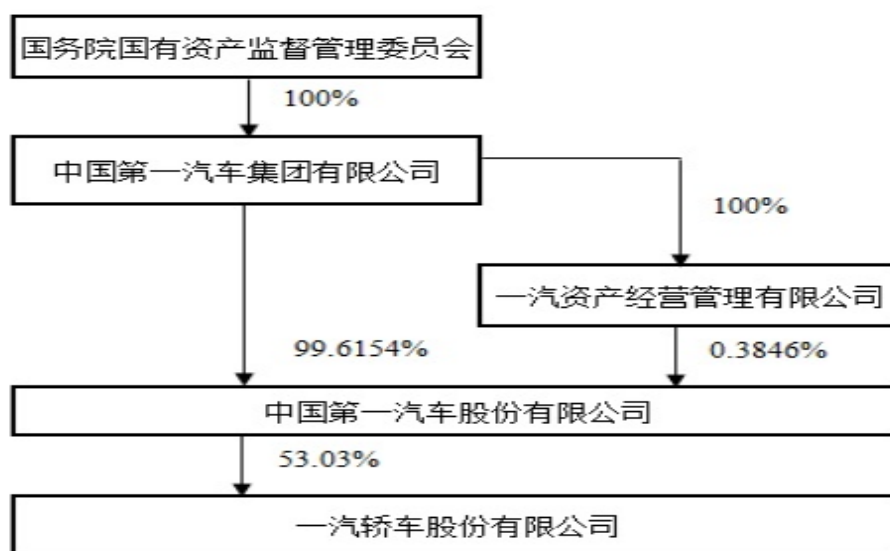 国务院国有资产监督管理委员会
100%
中国第一汽车集团有限公司
100%
一汽资产经营管理有限公司
99.6154%
0.3846%
中国第一汽车股份有限公司
53.03%
一汽轿车股份有限公司